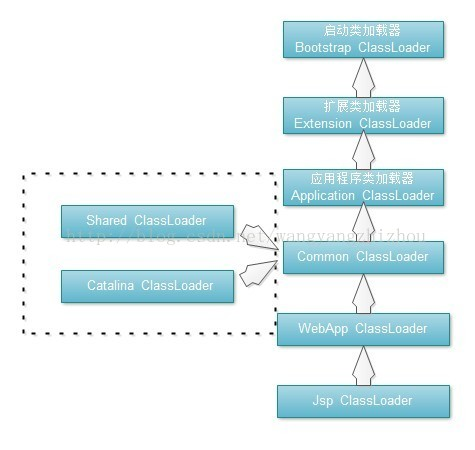 启动类加载器
Bootstrap ClassLoader
扩展类加载器
Extension ClassLoader
应用程序类加载器
Application ClassLoader
Shared ClassLoader
http://blog.csdn.net/wangyangzhizhou
Common ClassLoader
Catalina ClassLoader
WebApp ClassLoader
Jsp ClassLoader